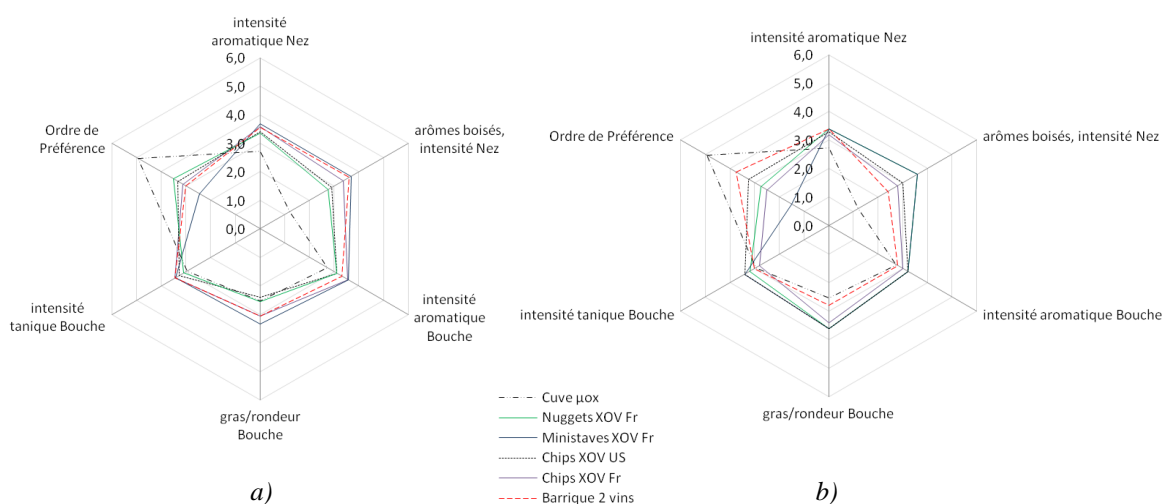 intensité
aromatique Nez
6,0
5,0
4,0
3,0
2,0
1,0
0,0
Ordre de
Préférence
arômes boisés,
intensité Nez
intensité
tanique Bouche
intensité
aromatique
Bouche
gras/rondeur
Bouche
a)
intensité aromatique Nez
6,0
5,0
4,0
3,0
2,0
1,0
0,0
Ordre de Préférence
arômes boisés, intensité Nez
intensité tanique Bouche
intensité aromatique Bouche
gras/rondeur Bouche
b)
Cuve µox
Nuggets XOV Fr
Ministaves XOV Fr
Chips XOV US
Chips XOV Fr
Barrique 2 vins